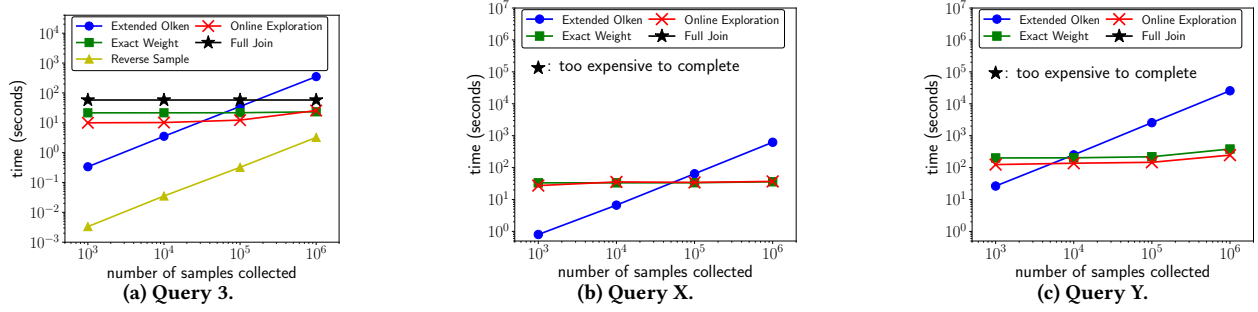 Extended Olken
Online Exploration
Exact Weight
Full Join
Reverse Sample
time (seconds)
10^4
10^3
10^2
10^1
10^0
10^−1
10^−2
10^−3
10^3 10^4 10^5 10^6
number of samples collected
(a) Query 3.
Extended Olken
Online Exploration
Exact Weight
Full Join
★: too expensive to complete
time (seconds)
10^7
10^6
10^5
10^4
10^3
10^2
10^1
10^0
10^3 10^4 10^5 10^6
number of samples collected
(b) Query X.
Extended Olken
Online Exploration
Exact Weight
Full Join
★: too expensive to complete
time (seconds)
10^7
10^6
10^5
10^4
10^3
10^2
10^1
10^0
10^3 10^4 10^5 10^6
number of samples collected
(c) Query Y.